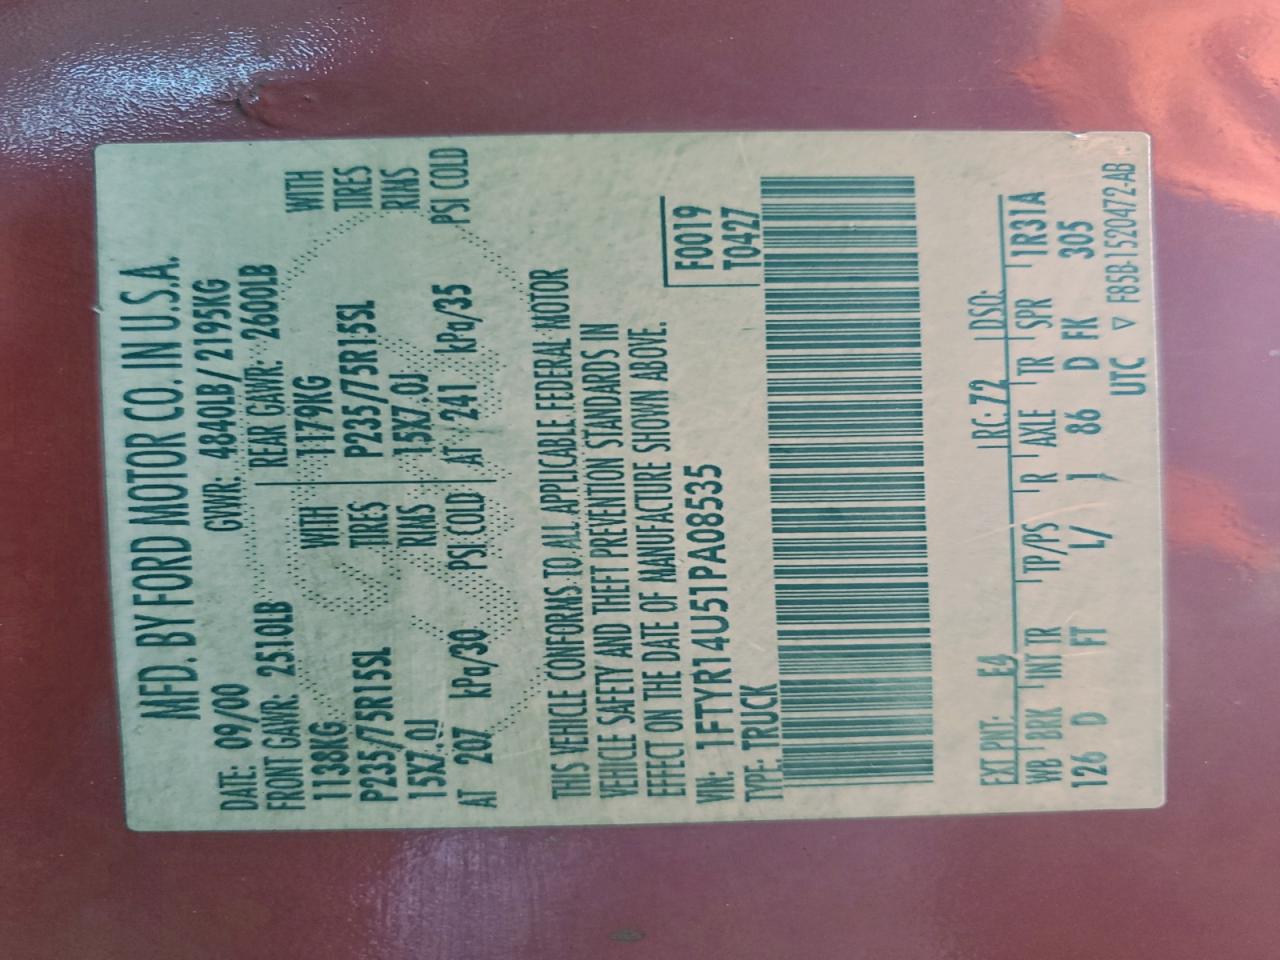 MFD. BY FORD MOTOR CO. IN U.S.A.
DATE: 09/00 GVWR: 4840LB/ 2195KG
FRONT GAWR: 2510LB REAR GAWR: 2600LB
1138KG WITH 1179KG WITH
P235/75R15SL TIRES P235/75R15SL TIRES
15X7.0J RIMS 15X7.0J RIMS
AT 207 kPa/30 PSI COLD AT 241 kPa/35 PSI COLD
THIS VEHICLE CONFORMS TO ALL APPLICABLE FEDERAL MOTOR
VEHICLE SAFETY AND THEFT PREVENTION STANDARDS IN
EFFECT ON THE DATE OF MANUFACTURE SHOWN ABOVE.
VIN: 1FTYR14U51PA08535 F0019
TYPE: TRUCK T0427
EXT PNT: E4 RC: 72 DSO:
WB BRK INT TR TP/PS R AXLE TR SPR 1R31A
126 D FT L/ 1 86 D FK 305
UTC ▽ F85B-1520472-AB